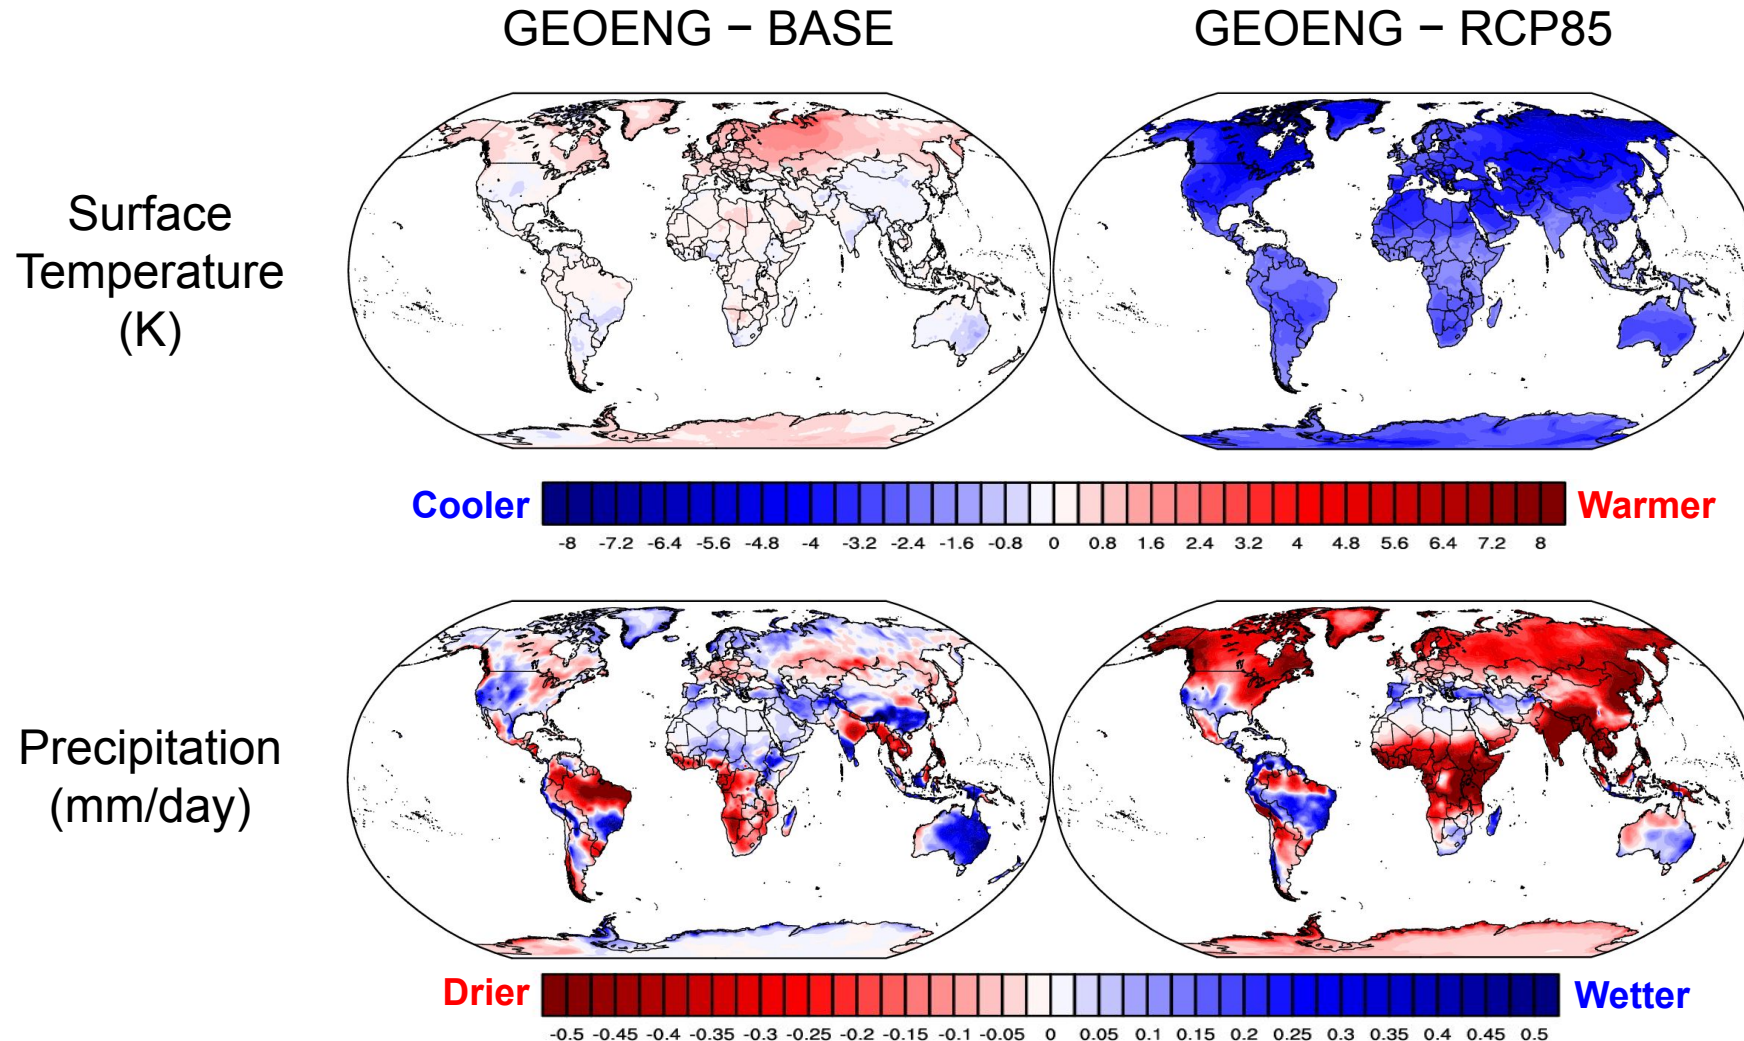 GEOENG − BASE
GEOENG − RCP85
Surface
Temperature
(K)
Cooler
Warmer
-8 -7.2 -6.4 -5.6 -4.8 -4 -3.2 -2.4 -1.6 -0.8 0 0.8 1.6 2.4 3.2 4 4.8 5.6 6.4 7.2 8
Precipitation
(mm/day)
Drier
Wetter
-0.5 -0.45 -0.4 -0.35 -0.3 -0.25 -0.2 -0.15 -0.1 -0.05 0 0.05 0.1 0.15 0.2 0.25 0.3 0.35 0.4 0.45 0.5